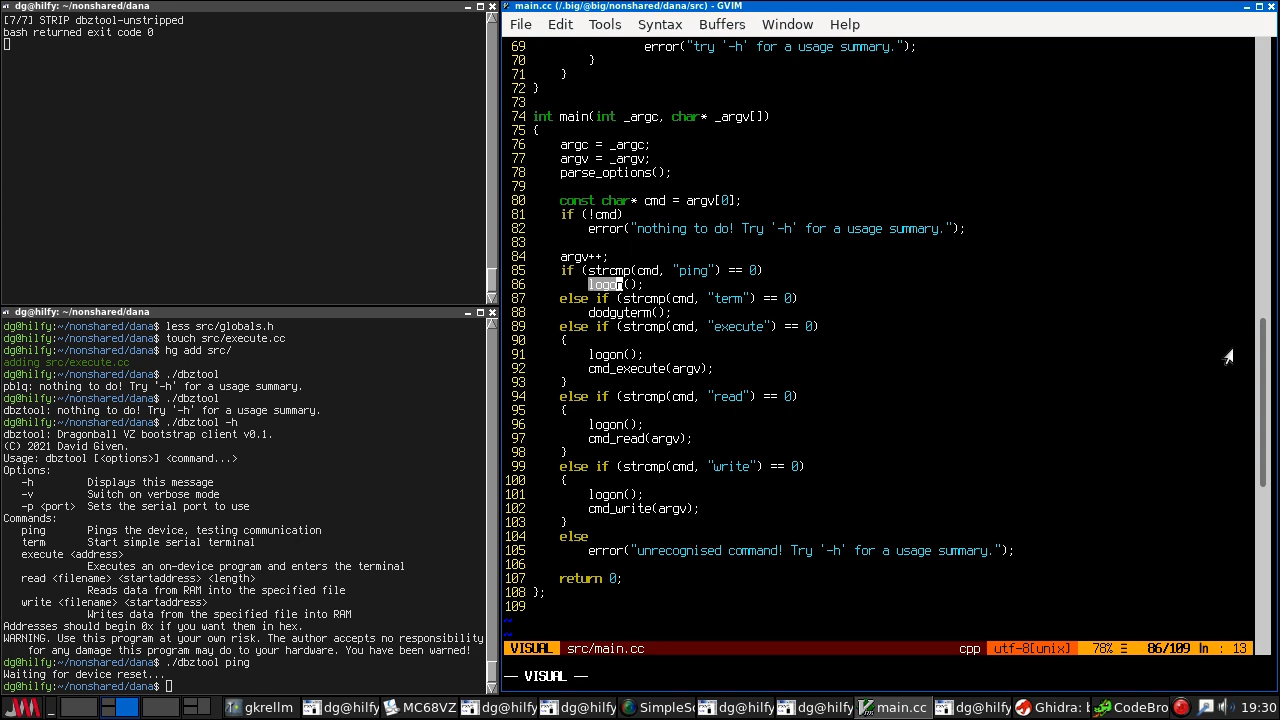 dg@hilfy: ~/nonshared/dana
[7/7] STRIP dbztool-unstripped
bash returned exit code 0
dg@hilfy: ~/nonshared/dana
dg@hilfy:~/nonshared/dana$ less src/globals.h
dg@hilfy:~/nonshared/dana$ touch src/execute.cc
dg@hilfy:~/nonshared/dana$ hg add src/
adding src/execute.cc
dg@hilfy:~/nonshared/dana$ ./dbztool
pblq: nothing to do! Try '-h' for a usage summary.
dg@hilfy:~/nonshared/dana$ ./dbztool
dbztool: nothing to do! Try '-h' for a usage summary.
dg@hilfy:~/nonshared/dana$ ./dbztool -h
dbztool: Dragonball VZ bootstrap client v0.1.
(C) 2021 David Given.
Usage: dbztool [<options>] <command...>
Options:
   -h         Displays this message
   -v         Switch on verbose mode
   -p <port>  Sets the serial port to use
Commands:
   ping       Pings the device, testing communication
   term       Start simple serial terminal
   execute <address>
              Executes an on-device program and enters the terminal
   read <filename> <startaddress> <length>
              Reads data from RAM into the specified file
   write <filename> <startaddress>
              Writes data from the specified file into RAM
Addresses should begin 0x if you want them in hex.
WARNING. Use this program at your own risk. The author accepts no responsibility
    for any damage this program may do to your hardware. You have been warned!
dg@hilfy:~/nonshared/dana$ ./dbztool ping
Waiting for device reset...
dg@hilfy:~/nonshared/dana$
main.cc (/.big/@big/nonshared/dana/src) - GVIM
File Edit Tools Syntax Buffers Window Help
69                 error("try '-h' for a usage summary.");
70         }
71     }
72 }
73
74 int main(int _argc, char* _argv[])
75 {
76     argc = _argc;
77     argv = _argv;
78     parse_options();
79
80     const char* cmd = argv[0];
81     if (!cmd)
82         error("nothing to do! Try '-h' for a usage summary.");
83
84     argv++;
85     if (strcmp(cmd, "ping") == 0)
86         logon();
87     else if (strcmp(cmd, "term") == 0)
88         dodgyterm();
89     else if (strcmp(cmd, "execute") == 0)
90     {
91         logon();
92         cmd_execute(argv);
93     }
94     else if (strcmp(cmd, "read") == 0)
95     {
96         logon();
97         cmd_read(argv);
98     }
99     else if (strcmp(cmd, "write") == 0)
100     {
101         logon();
102         cmd_write(argv);
103     }
104     else
105         error("unrecognised command! Try '-h' for a usage summary.");
106
107     return 0;
108 };
109
~
~
VISUAL src/main.cc cpp utf-8[unix] 78% ☰ 86/109 ln : 13
-- VISUAL --
gkrellm dg@hilfy MC68VZ dg@hilfy dg@hilfy SimpleSe dg@hilfy dg@hilfy main.cc dg@hilfy Ghidra: b CodeBro 19:30